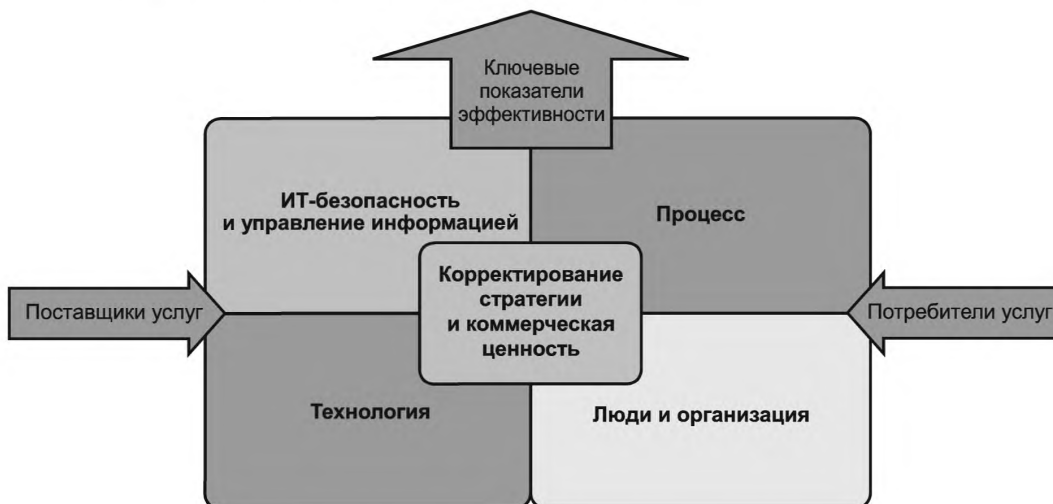 Ключевые
показатели
эффективности
ИТ-безопасность
и управление информацией
Процесс
Корректирование
стратегии
и коммерческая
ценность
Поставщики услуг
Потребители услуг
Технология
Люди и организация